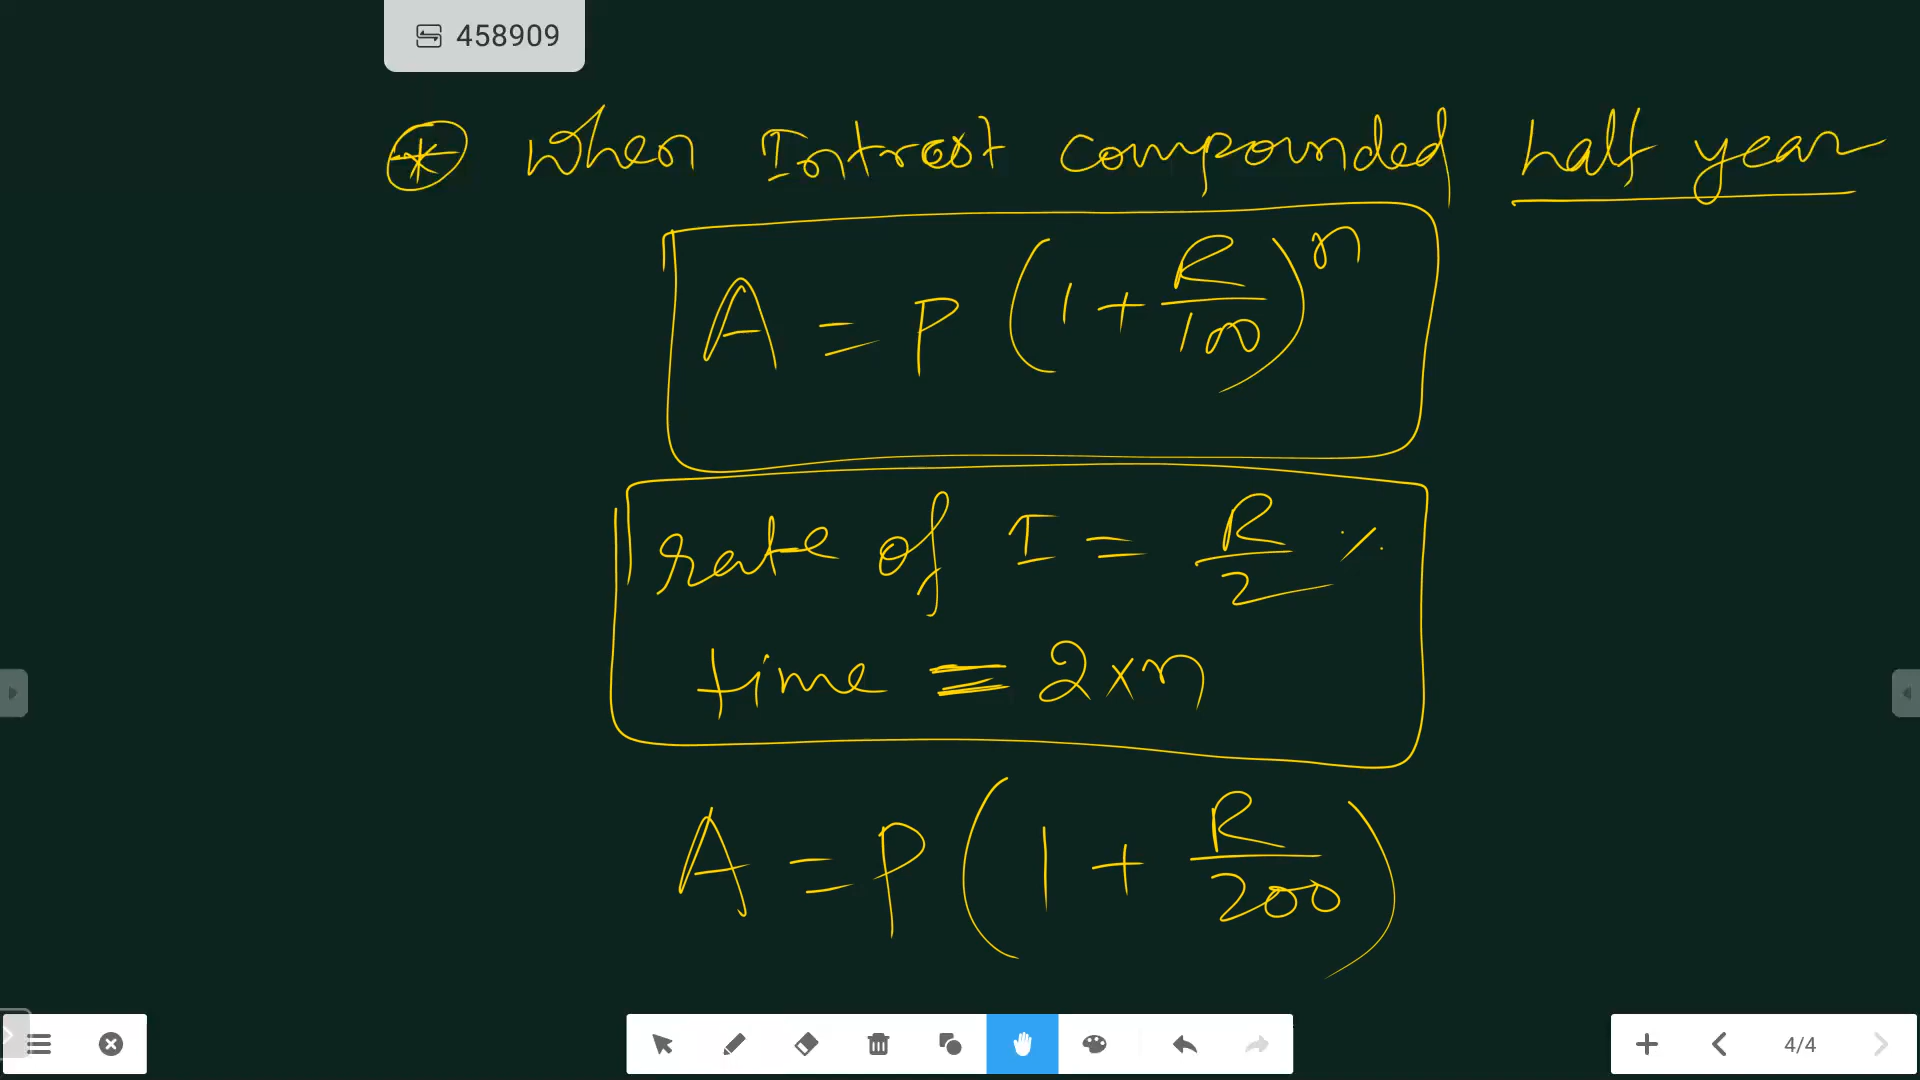 458909
* When Intrest compounded half year
A = P (1 + R/100)^n
rate of I = R/2 %
time = 2 x n
A = P (1 + R/200)
4/4